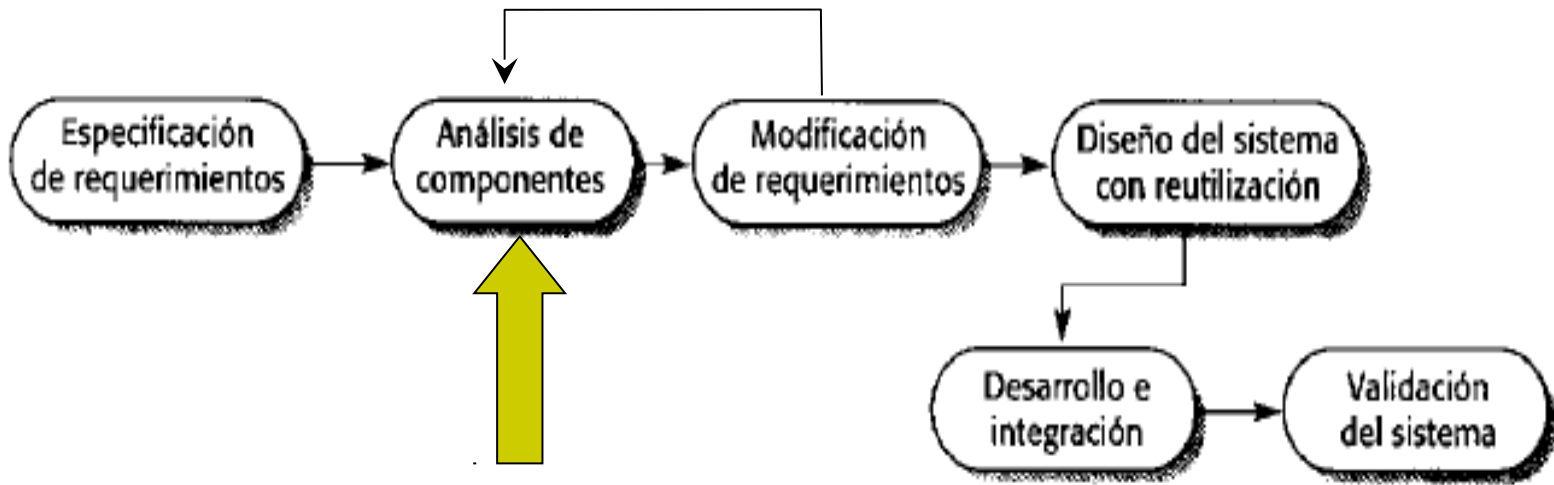 Especificación
de requerimientos
Análisis de
componentes
Modificación
de requerimientos
Diseño del sistema
con reutilización
Desarrollo e
integración
Validación
del sistema